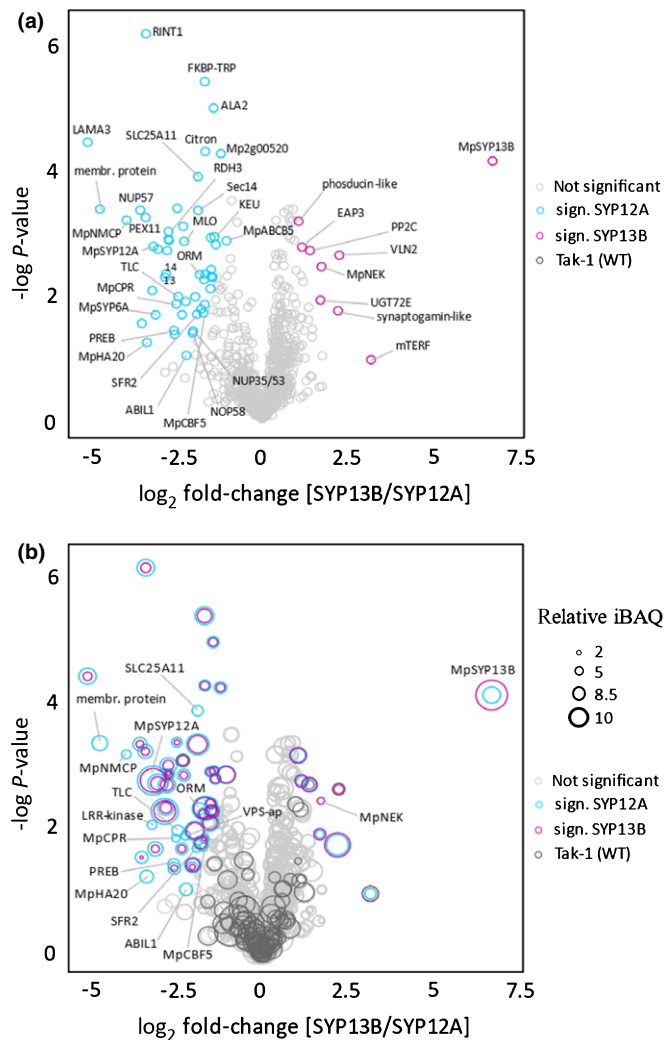 (a)
6
4
2
0
-log P-value
RINT1
FKBP-TRP
ALA2
SLC25A11
LAMA3
Citron
Mp2g00520
membr. protein
RDH3
NUP57
Sec14
KEU
MpNMCP
PEX11
MLO
MpABCB5
MpSYP12A
ORM
TLC
14
13
MpCPR
MpSYP6A
PREB
MpHA20
SFR2
NUP35/53
ABIL1
NOP58
MpCBF5
MpSYP13B
phosducin-like
EAP3
PP2C
VLN2
MpNEK
UGT72E
synaptogamin-like
mTERF
Not significant
sign. SYP12A
sign. SYP13B
Tak-1 (WT)
-5 -2.5 0 2.5 5 7.5
log2 fold-change [SYP13B/SYP12A]
(b)
6
4
2
0
-log P-value
SLC25A11
membr. protein
MpSYP12A
MpNMCP
TLC
ORM
LRR-kinase
VPS-ap
MpCPR
PREB
MpHA20
SFR2
ABIL1
MpCBF5
MpSYP13B
MpNEK
Relative iBAQ
2
5
8.5
10
Not significant
sign. SYP12A
sign. SYP13B
Tak-1 (WT)
-5 -2.5 0 2.5 5 7.5
log2 fold-change [SYP13B/SYP12A]